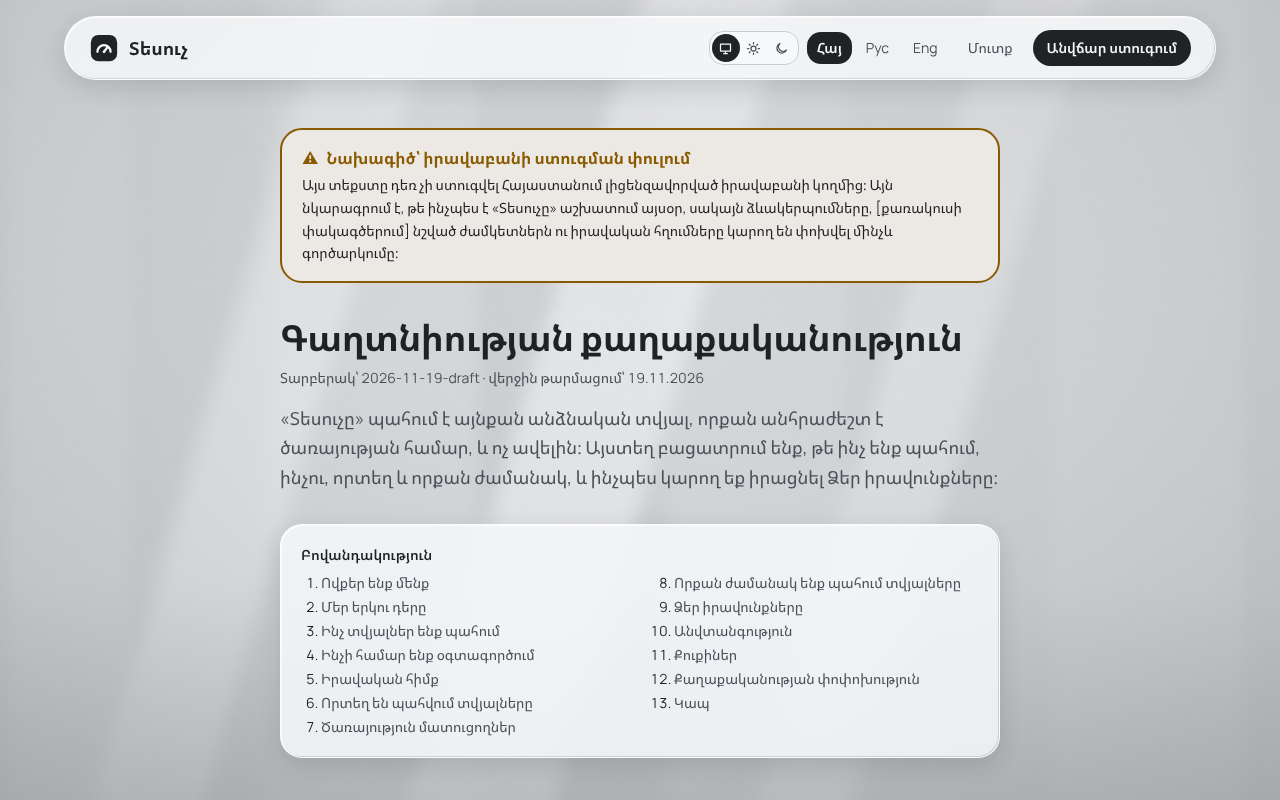 Տեսուչ
Հայ Рус Eng Մուտք Անվճար ստուգում
Նախագիծ՝ իրավաբանի ստուգման փուլում
Այս տեքստը դեռ չի ստուգվել Հայաստանում լիցենզավորված իրավաբանի կողմից։ Այն
նկարագրում է, թե ինչպես է «Տեսուչը» աշխատում այսօր, սակայն ձևակերպումները, [քառակուսի
փակագծերում] նշված ժամկետներն ու իրավական հղումները կարող են փոխվել մինչև
գործարկումը։
Գաղտնիության քաղաքականություն
Տարբերակ՝ 2026-11-19-draft · վերջին թարմացում՝ 19.11.2026
«Տեսուչը» պահում է այնքան անձնական տվյալ, որքան անհրաժեշտ է
ծառայության համար, և ոչ ավելին։ Այստեղ բացատրում ենք, թե ինչ ենք պահում,
ինչու, որտեղ և որքան ժամանակ, և ինչպես կարող եք իրացնել Ձեր իրավունքները։
Բովանդակություն
1. Ովքեր ենք մենք
2. Մեր երկու դերը
3. Ինչ տվյալներ ենք պահում
4. Ինչի համար ենք օգտագործում
5. Իրավական հիմք
6. Որտեղ են պահվում տվյալները
7. Ծառայություն մատուցողներ
8. Որքան ժամանակ ենք պահում տվյալները
9. Ձեր իրավունքները
10. Անվտանգություն
11. Քուքիներ
12. Քաղաքականության փոփոխություն
13. Կապ